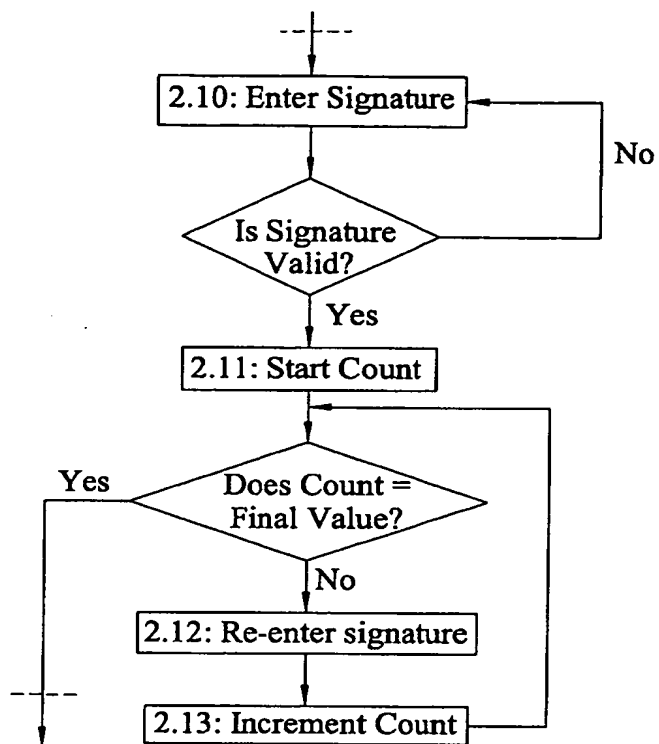 2.10: Enter Signature
No
Is Signature
Valid?
Yes
2.11: Start Count
Yes
Does Count =
Final Value?
No
2.12: Re-enter signature
2.13: Increment Count